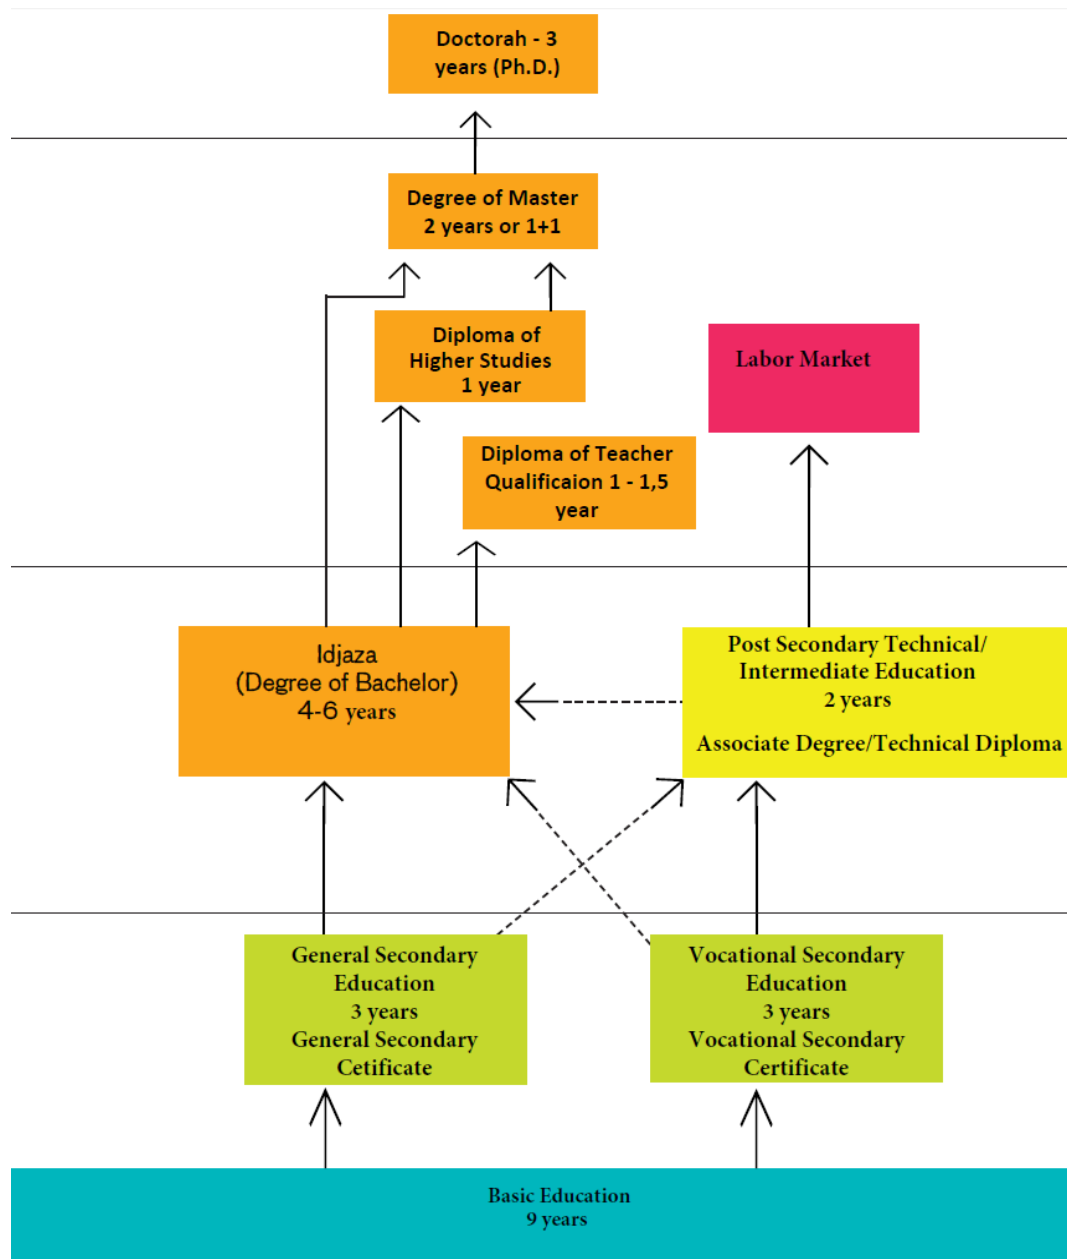 Doctorah - 3
years (Ph.D.)
Degree of Master
2 years or 1+1
Diploma of
Higher Studies
1 year
Labor Market
Diploma of Teacher
Qualificaion 1 - 1,5
year
Idjaza
(Degree of Bachelor)
4-6 years
Post Secondary Technical/
Intermediate Education
2 years
Associate Degree/Technical Diploma
General Secondary
Education
3 years
General Secondary
Cetificate
Vocational Secondary
Education
3 years
Vocational Secondary
Certificate
Basic Education
9 years